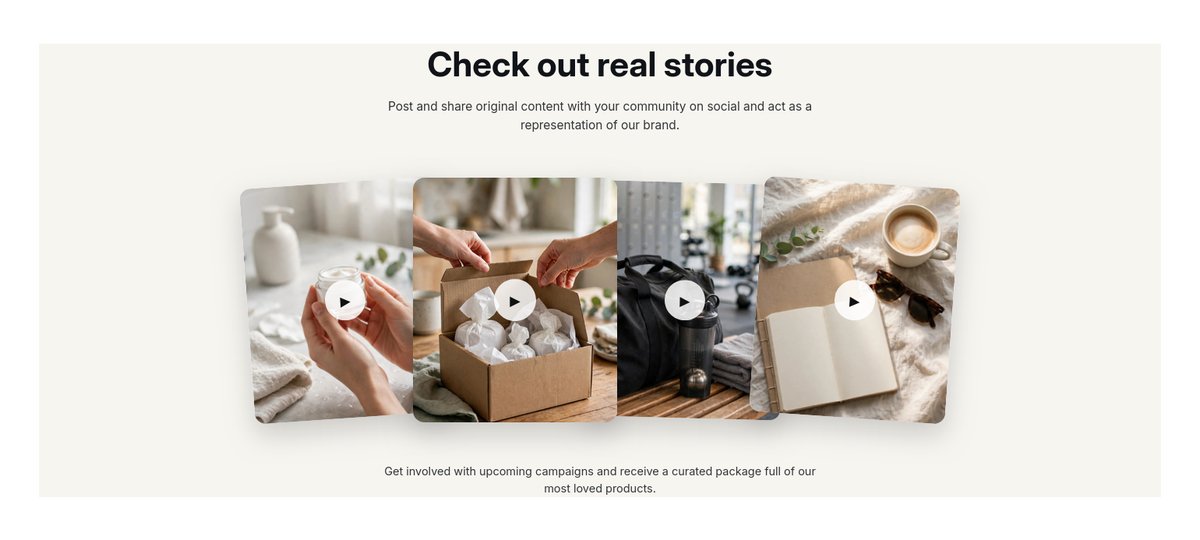 Check out real stories
Post and share original content with your community on social and act as a
representation of our brand.
Get involved with upcoming campaigns and receive a curated package full of our
most loved products.